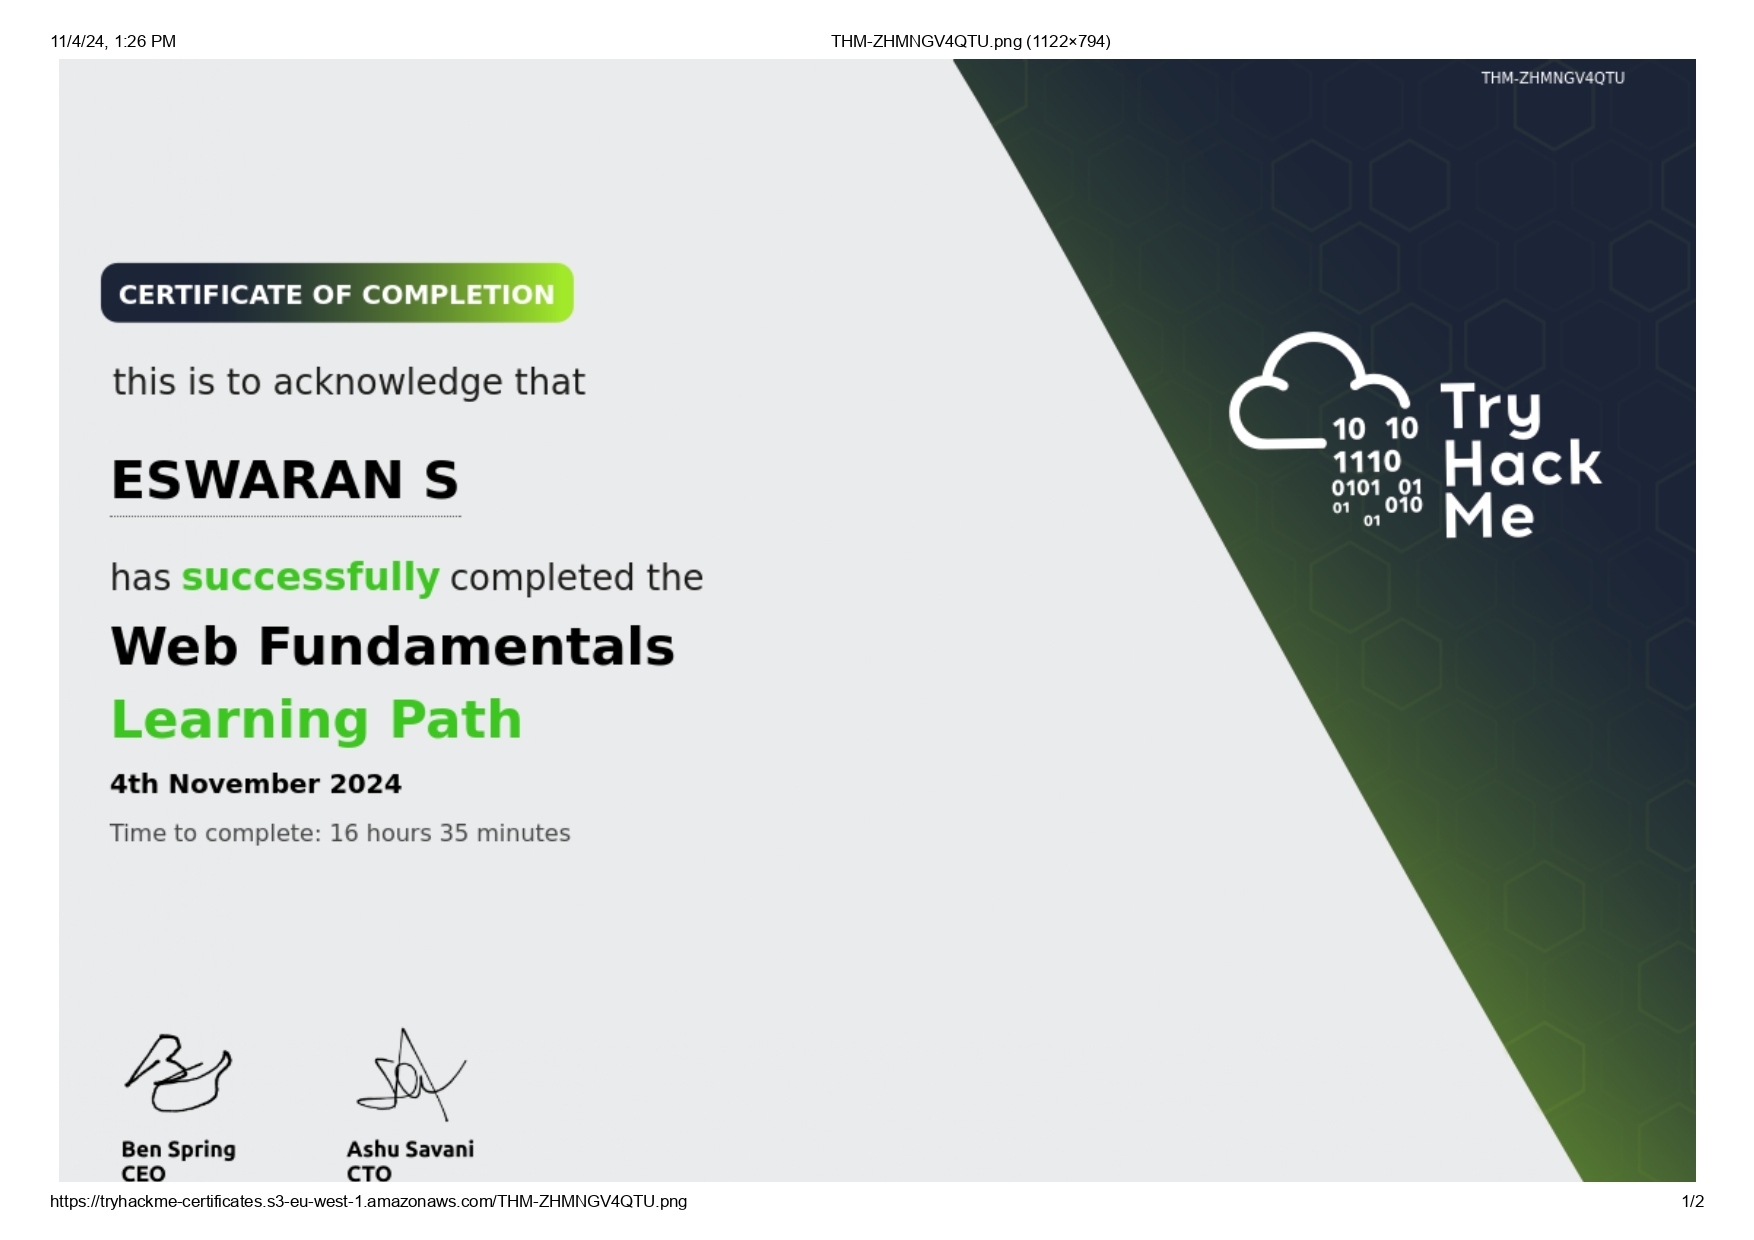 11/4/24, 1:26 PM
THM-ZHMNGV4QTU.png (1122×794)
THM-ZHMNGV4QTU
CERTIFICATE OF COMPLETION
this is to acknowledge that
ESWARAN S
has successfully completed the
Web Fundamentals
Learning Path
4th November 2024
Time to complete: 16 hours 35 minutes
10 10
1110
0101 01
01 010
01
Try
Hack
Me
Ben Spring
CEO
Ashu Savani
CTO
https://tryhackme-certificates.s3-eu-west-1.amazonaws.com/THM-ZHMNGV4QTU.png
1/2